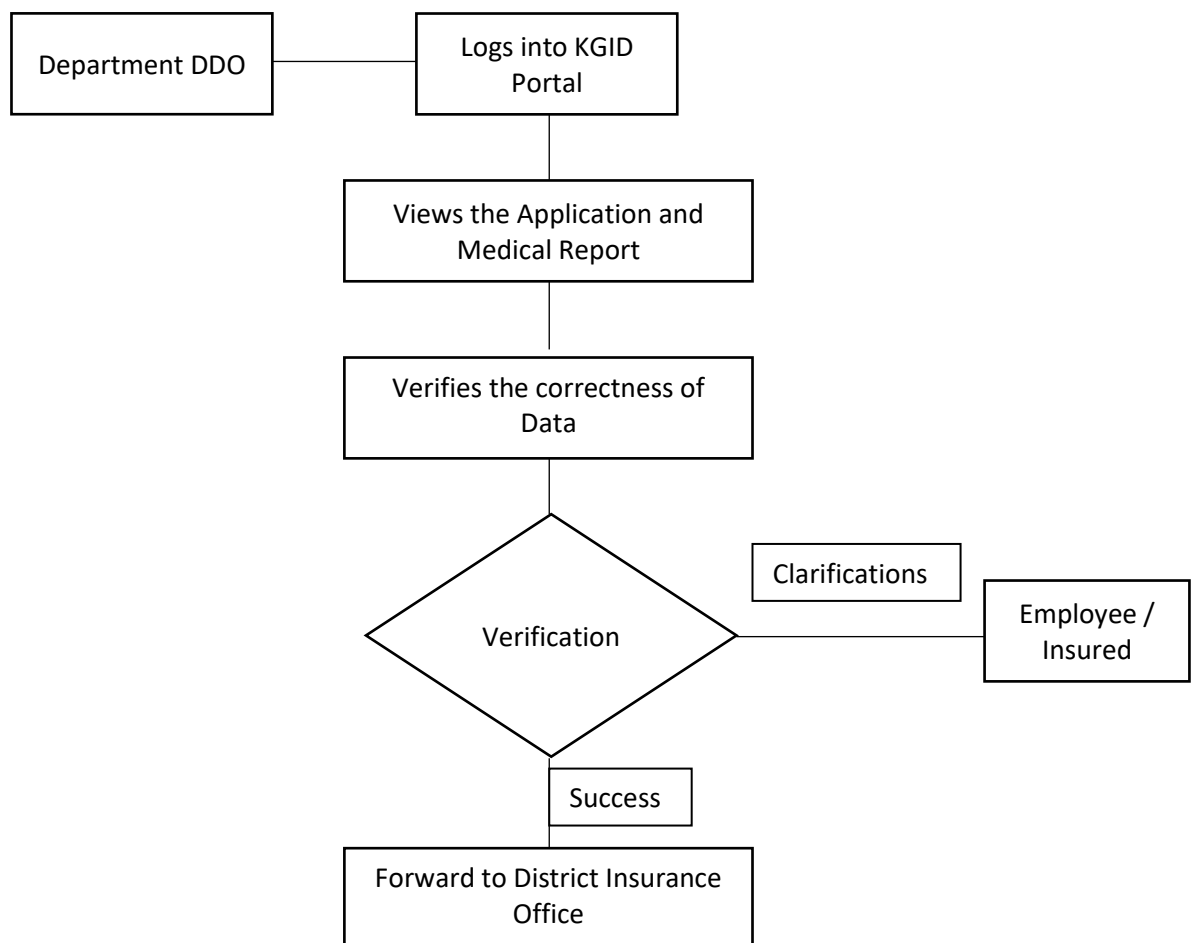 Department DDO
Logs into KGID
Portal
Views the Application and
Medical Report
Verifies the correctness of
Data
Verification
Clarifications
Employee /
Insured
Success
Forward to District Insurance
Office